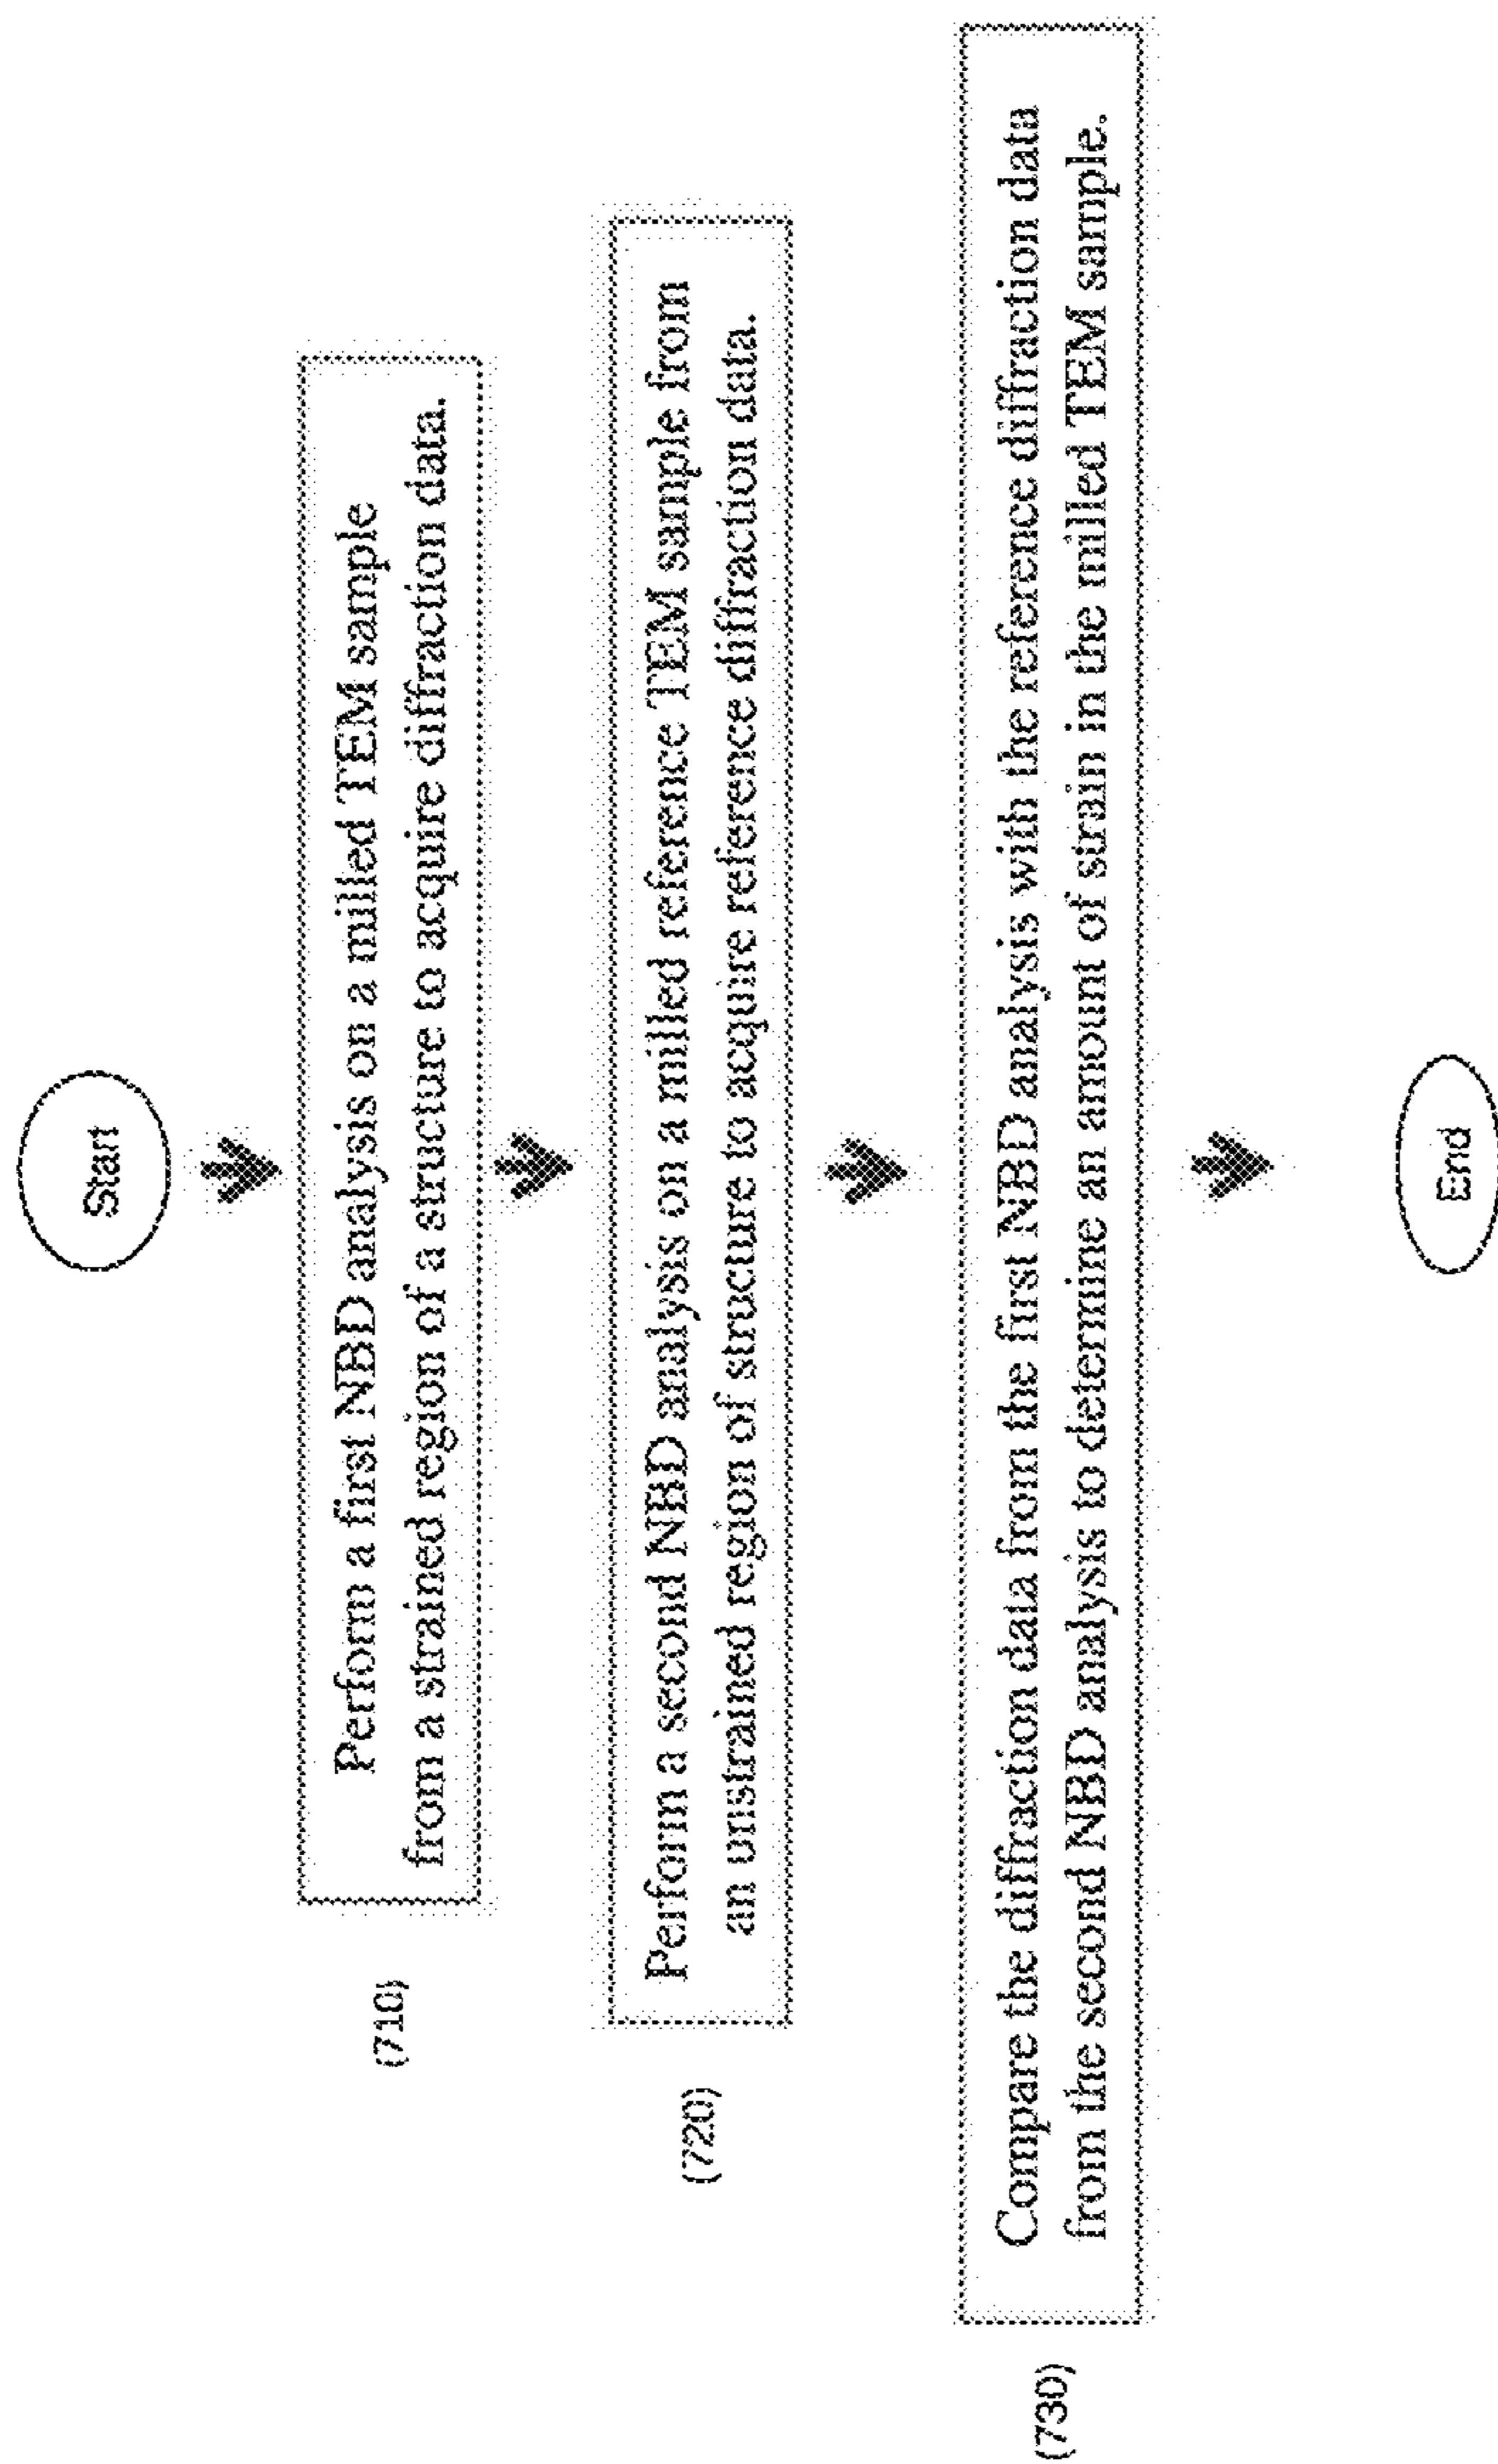 Start
(710)
Perform a first NBD analysis on a milled TEM sample
from a strained region of a structure to acquire diffraction data.
(720)
Perform a second NBD analysis on a milled reference TEM sample from
an unstrained region of structure to acquire reference diffraction data.
(730)
Compare the diffraction data from the first NBD analysis with the reference diffraction data
from the second NBD analysis to determine an amount of strain in the milled TEM sample.
End